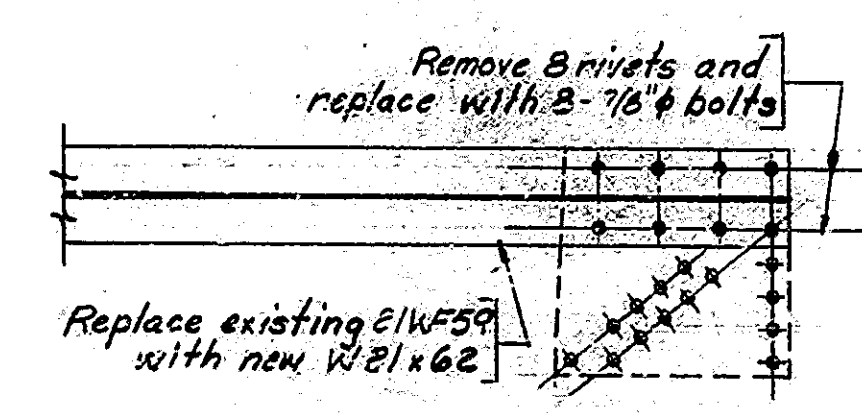 Remove 8 rivets and
replace with 8- 7/8"ϕ bolts
Replace existing 21WF59
with new W21x62